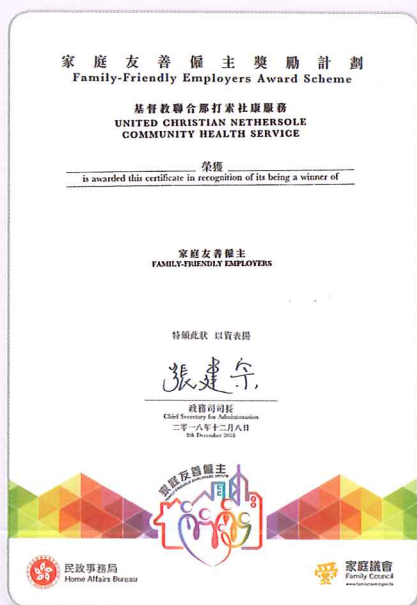 家庭友善僱主獎勵計劃
Family-Friendly Employers Award Scheme
基督教聯合那打素社康服務
UNITED CHRISTIAN NETHERSOLE
COMMUNITY HEALTH SERVICE
榮獲
is awarded this certificate in recognition of its being a winner of
家庭友善僱主
FAMILY-FRIENDLY EMPLOYERS
特頒此狀 以資表揚
張建宗
政務司司長
Chief Secretary for Administration
二零一八年十二月八日
8th December 2018
家庭友善僱主
民政事務局
Home Affairs Bureau
家庭議會
Family Council
www.familycouncil.gov.hk